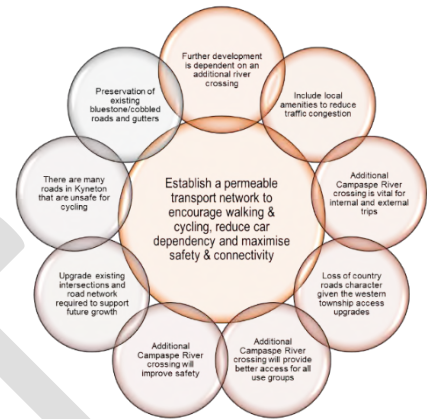 Further development
is dependent on an
additional river
crossing
Include local
amenities to reduce
traffic congestion
Additional
Campaspe River
crossing is vital for
internal and external
trips
Loss of country
roads character
given the western
township access
upgrades
Additional
Campaspe River
crossing will provide
better access for all
use groups
Additional
Campaspe River
crossing will
improve safety
Upgrade existing
intersections and
road network
required to support
future growth
There are many
roads in Kyneton
that are unsafe for
cycling
Preservation of
existing
bluestone/cobbled
roads and gutters
Establish a permeable
transport network to
encourage walking &
cycling, reduce car
dependency and maximise
safety & connectivity